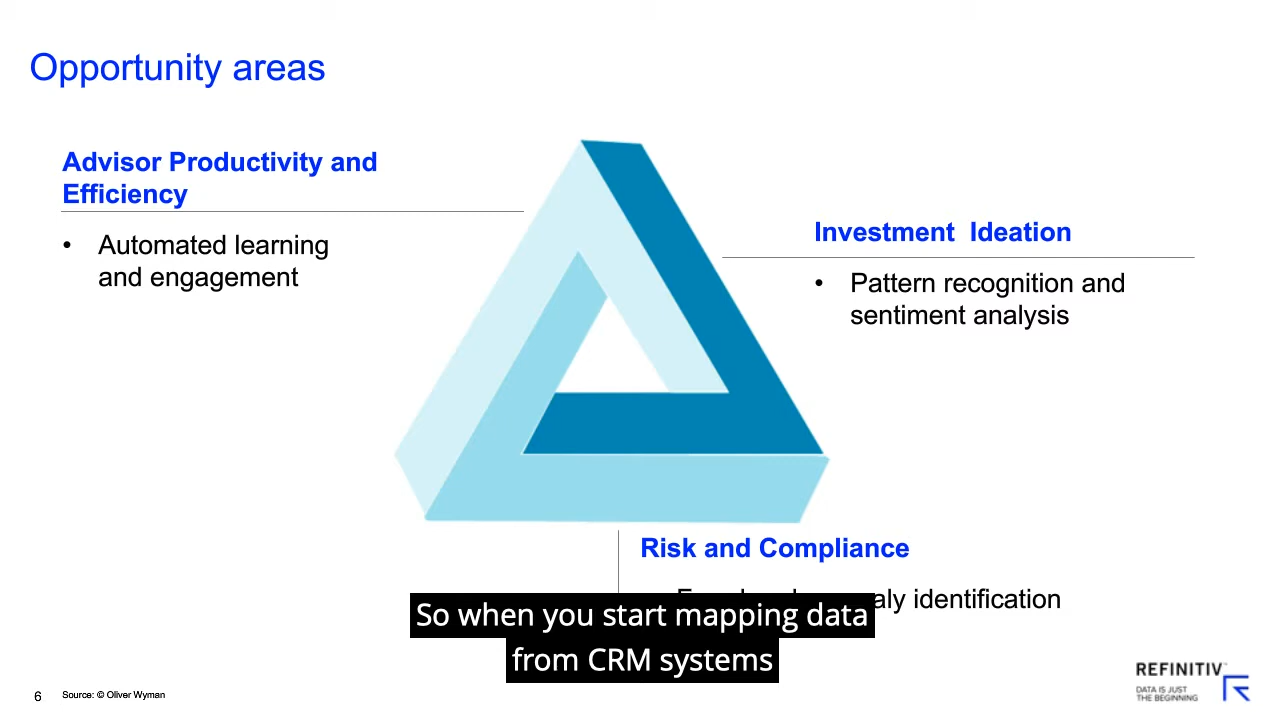 Opportunity areas
Advisor Productivity and
Efficiency
• Automated learning
and engagement
Investment Ideation
• Pattern recognition and
sentiment analysis
Risk and Compliance
identification
So when you start mapping data
from CRM systems
REFINITIV
DATA IS JUST
THE BEGINNING
6
Source: © Oliver Wyman